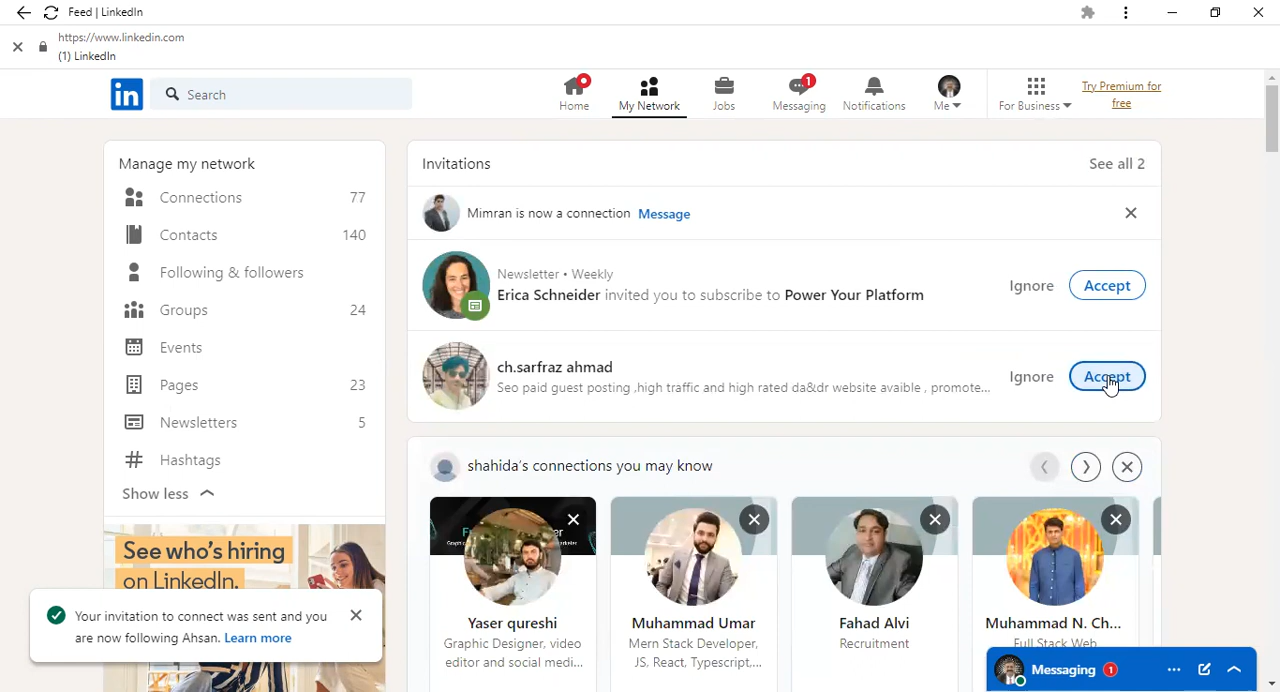 Feed | LinkedIn
https://www.linkedin.com
(1) LinkedIn
in
Search
Home
My Network
Jobs
1
Messaging
Notifications
Me
For Business
Try Premium for
free
Manage my network
Connections 77
Contacts 140
Following & followers
Groups 24
Events
Pages 23
Newsletters 5
Hashtags
Show less
Invitations
See all 2
Mimran is now a connection Message
Newsletter • Weekly
Erica Schneider invited you to subscribe to Power Your Platform
Ignore
Accept
ch.sarfraz ahmad
Seo paid guest posting ,high traffic and high rated da&dr website avaible , promote...
Ignore
Accept
shahida's connections you may know
Yaser qureshi
Graphic Designer, video
editor and social medi...
Muhammad Umar
Mern Stack Developer,
JS, React, Typescript,...
Fahad Alvi
Recruitment
Muhammad N. Ch...
Full Stack Web
See who's hiring
on LinkedIn.
Your invitation to connect was sent and you
are now following Ahsan. Learn more
Messaging 1